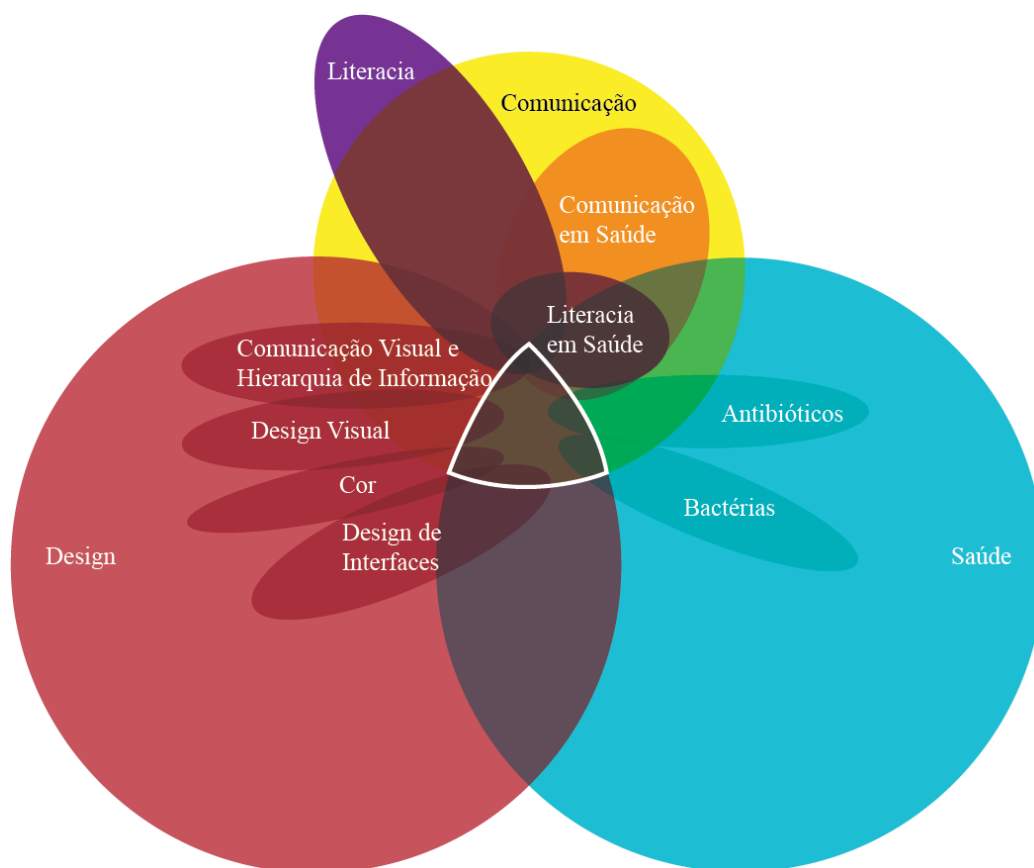 Literacia
Comunicação
Comunicação
em Saúde
Literacia
em Saúde
Comunicação Visual e
Hierarquia de Informação
Antibióticos
Design Visual
Cor
Bactérias
Design de
Interfaces
Design
Saúde